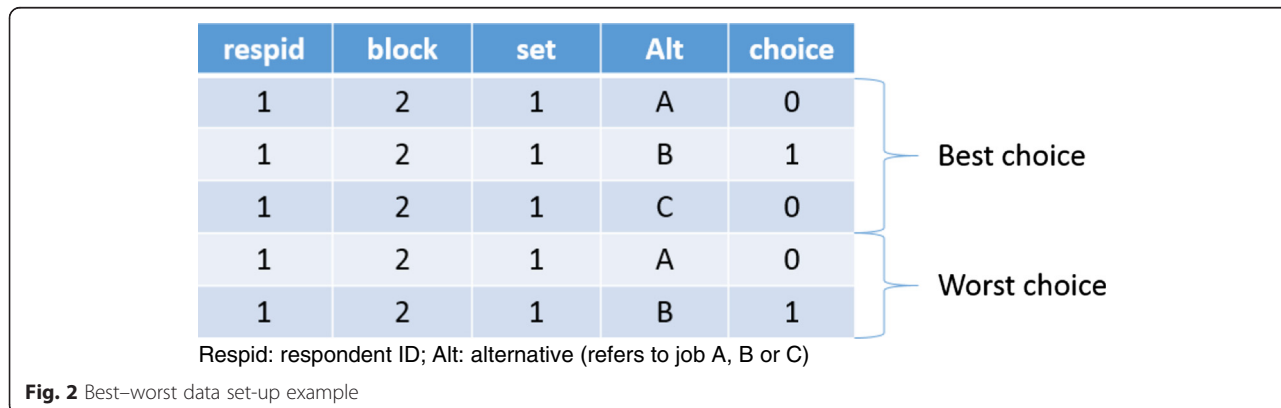 respid block set Alt choice
1 2 1 A 0
1 2 1 B 1
1 2 1 C 0
Best choice
1 2 1 A 0
1 2 1 B 1
Worst choice
Respid: respondent ID; Alt: alternative (refers to job A, B or C)
Fig. 2 Best–worst data set-up example